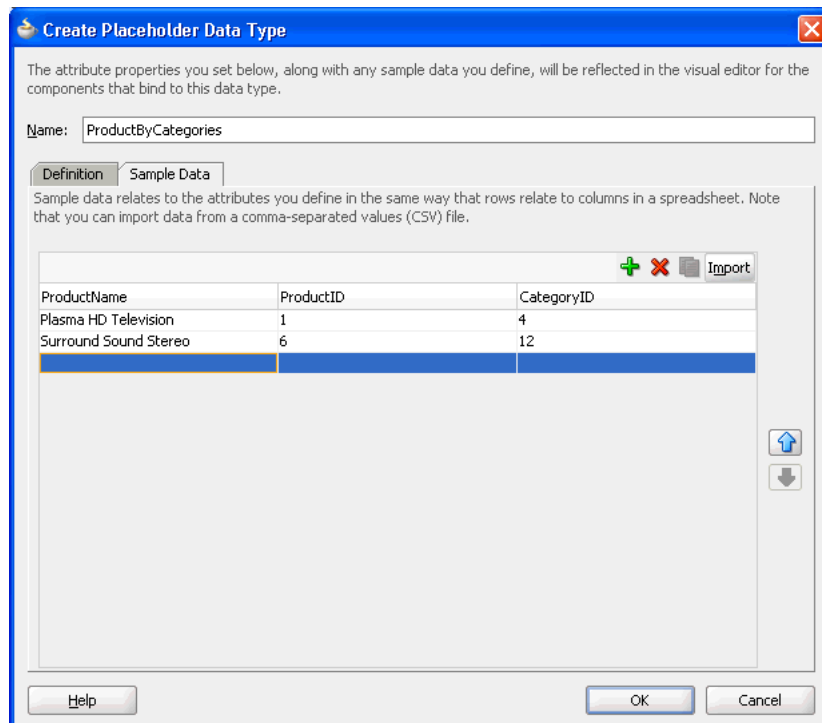 Create Placeholder Data Type
The attribute properties you set below, along with any sample data you define, will be reflected in the visual editor for the
components that bind to this data type.
Name: ProductByCategories
Definition Sample Data
Sample data relates to the attributes you define in the same way that rows relate to columns in a spreadsheet. Note
that you can import data from a comma-separated values (CSV) file.
Import
ProductName ProductID CategoryID
Plasma HD Television 1 4
Surround Sound Stereo 6 12
Help OK Cancel